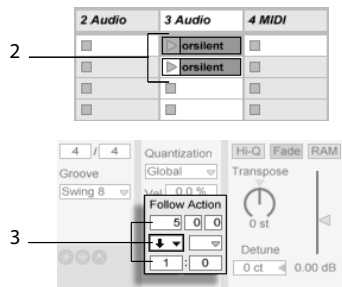 2 Audio 3 Audio 4 MIDI
2
orsilent
orsilent
4 / 4 Quantization Hi-Q Fade RAM
Groove Global Transpose
Swing 8 Vel 0.0 %
Follow Action
5 0 0 0 st
3
Detune
1 : 0 0 ct 0.00 dB